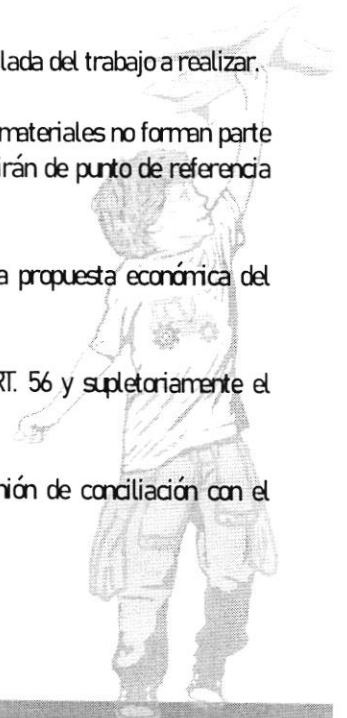 lada del trabajo a realizar.
materiales no forman parte
irán de punto de referencia
a propuesta económica del
RT. 56 y supletoriamente el
nión de conciliación con el